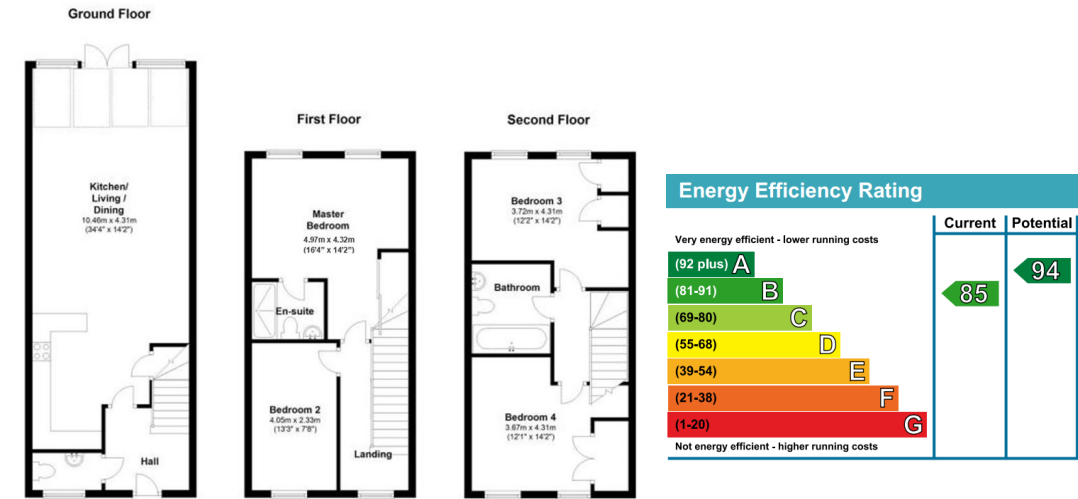 Ground Floor
Kitchen/
Living /
Dining
10.46m x 4.31m
(34'4" x 14'2")
Hall
First Floor
Master
Bedroom
4.97m x 4.32m
(16'4" x 14'2")
En-suite
Bedroom 2
4.05m x 2.33m
(13'3" x 7'8")
Landing
Second Floor
Bedroom 3
3.72m x 4.31m
(12'2" x 14'2")
Bathroom
Bedroom 4
3.67m x 4.31m
(12'1" x 14'2")
Energy Efficiency Rating
Current Potential
Very energy efficient - lower running costs
(92 plus) A
(81-91) B
(69-80) C
(55-68) D
(39-54) E
(21-38) F
(1-20) G
85
94
Not energy efficient - higher running costs